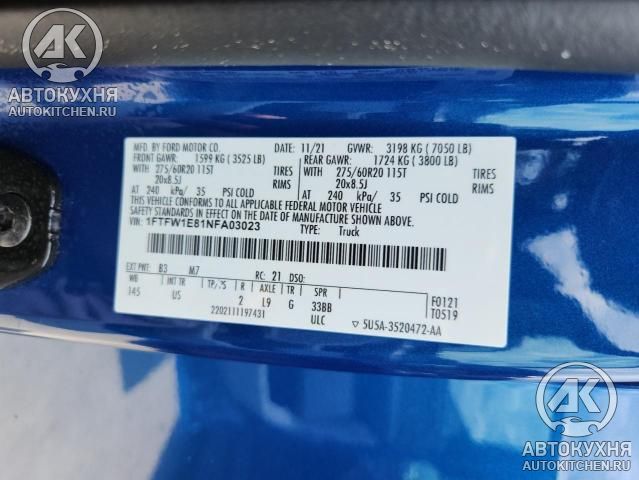 АК
АВТОКУХНЯ
AUTOKITCHEN.RU
MFD. BY FORD MOTOR CO. 11/21 GVWR: 3198 KG ( 7050 LB)
FRONT GAWR: 1599 KG ( 3525 LB) REAR GAWR: 1724 KG ( 3800 LB)
WITH 275/60R20 115T TIRES WITH 275/60R20 115T TIRES
20x8.5J RIMS 20x8.5J RIMS
AT 240 kPa/ 35 PSI COLD AT 240 kPa/ 35 PSI COLD
THIS VEHICLE CONFORMS TO ALL APPLICABLE FEDERAL MOTOR VEHICLE
SAFETY STANDARDS IN EFFECT ON THE DATE OF MANUFACTURE SHOWN ABOVE.
VIN: 1FTFW1E81NFA03023 TYPE: Truck
EXT PNT: B3 M7 RC: 21 DSO:
WB INT TR TP/PS R AXLE TR SPR F0121
145 US 2 L9 G 33BB T0519
2202111197431 ULC ▽ 5U5A-3520472-AA
АК
АВТОКУХНЯ
AUTOKITCHEN.RU